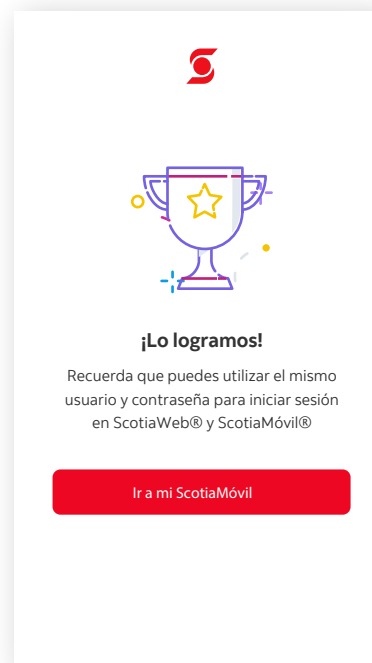 ¡Lo logramos!
Recuerda que puedes utilizar el mismo
usuario y contraseña para iniciar sesión
en ScotiaWeb® y ScotiaMóvil®
Ir a mi ScotiaMóvil